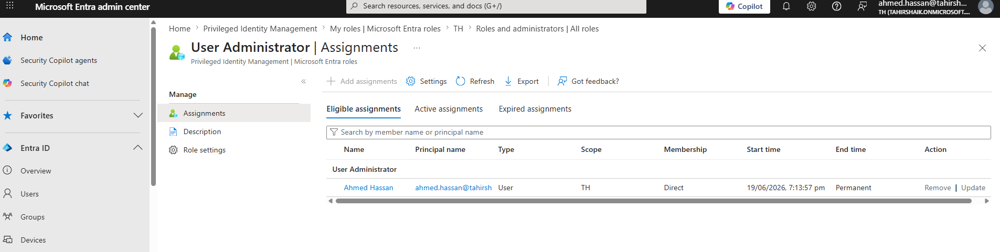 Microsoft Entra admin center
Search resources, services, and docs (G+/)
Copilot
ahmed.hassan@tahirsh...
TH (TAHIRSHAIK.ONMICROSOFT....
Home
Security Copilot agents
Security Copilot chat
Favorites
Entra ID
Overview
Users
Groups
Devices
Home > Privileged Identity Management > My roles | Microsoft Entra roles > TH > Roles and administrators | All roles
User Administrator | Assignments ...
Privileged Identity Management | Microsoft Entra roles
«
Manage
Assignments
Description
Role settings
Add assignments Settings Refresh Export | Got feedback?
Eligible assignments Active assignments Expired assignments
Search by member name or principal name
Name Principal name Type Scope Membership Start time End time Action
User Administrator
Ahmed Hassan ahmed.hassan@tahirsh User TH Direct 19/06/2026, 7:13:57 pm Permanent Remove | Update